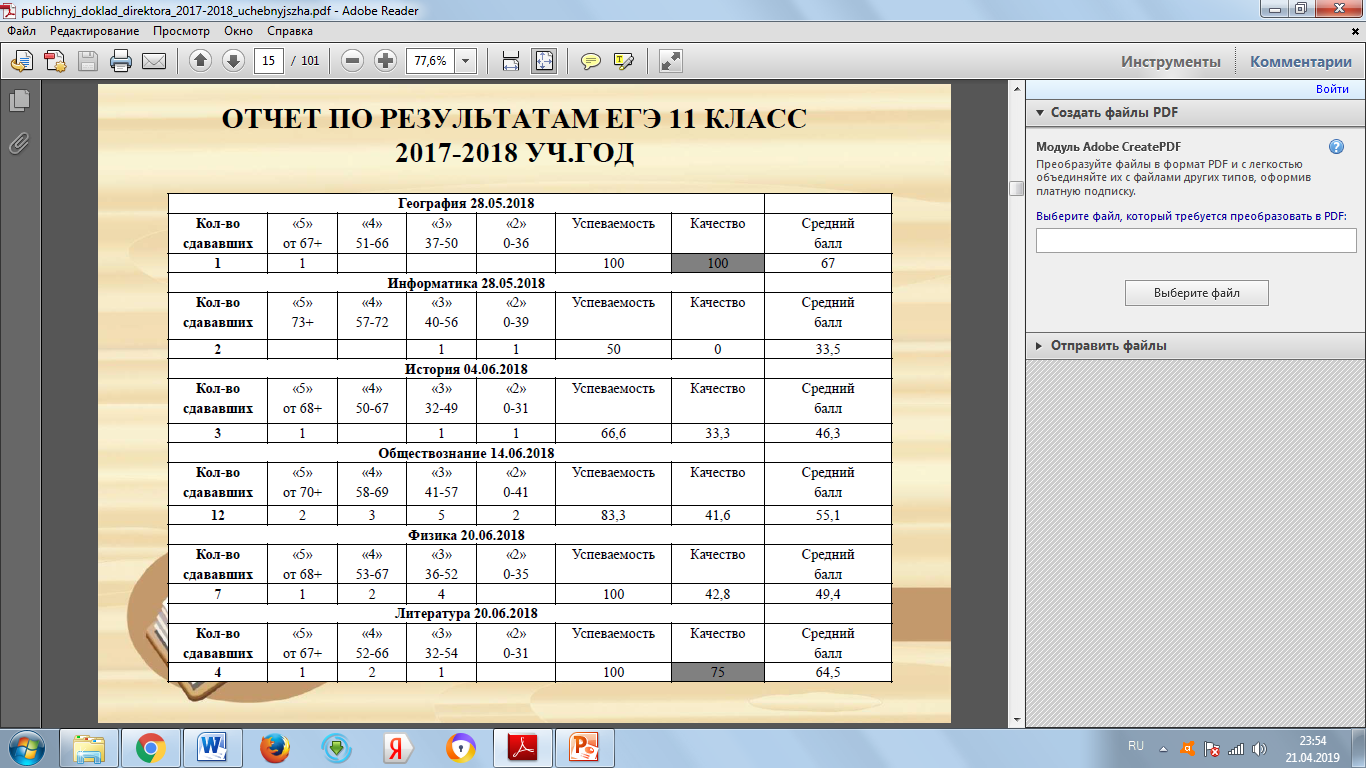 publichnyj_doklad_direktora_2017-2018_uchebnyjszha.pdf - Adobe Reader
Файл Редактирование Просмотр Окно Справка
15 / 101 77,6% Инструменты Комментарии
Войти
Создать файлы PDF
Модуль Adobe CreatePDF
Преобразуйте файлы в формат PDF и с легкостью
объединяйте их с файлами других типов, оформив
платную подписку.
Выберите файл, который требуется преобразовать в PDF:
Выберите файл
Отправить файлы
ОТЧЕТ ПО РЕЗУЛЬТАТАМ ЕГЭ 11 КЛАСС
2017-2018 УЧ.ГОД
География 28.05.2018
Кол-во «5» «4» «3» «2» Успеваемость Качество Средний
сдававших от 67+ 51-66 37-50 0-36 балл
1 1 100 100 67
Информатика 28.05.2018
Кол-во «5» «4» «3» «2» Успеваемость Качество Средний
сдававших 73+ 57-72 40-56 0-39 балл
2 1 1 50 0 33,5
История 04.06.2018
Кол-во «5» «4» «3» «2» Успеваемость Качество Средний
сдававших от 68+ 50-67 32-49 0-31 балл
3 1 1 1 66,6 33,3 46,3
Обществознание 14.06.2018
Кол-во «5» «4» «3» «2» Успеваемость Качество Средний
сдававших от 70+ 58-69 41-57 0-41 балл
12 2 3 5 2 83,3 41,6 55,1
Физика 20.06.2018
Кол-во «5» «4» «3» «2» Успеваемость Качество Средний
сдававших от 68+ 53-67 36-52 0-35 балл
7 1 2 4 100 42,8 49,4
Литература 20.06.2018
Кол-во «5» «4» «3» «2» Успеваемость Качество Средний
сдававших от 67+ 52-66 32-54 0-31 балл
4 1 2 1 100 75 64,5
RU 23:54
21.04.2019